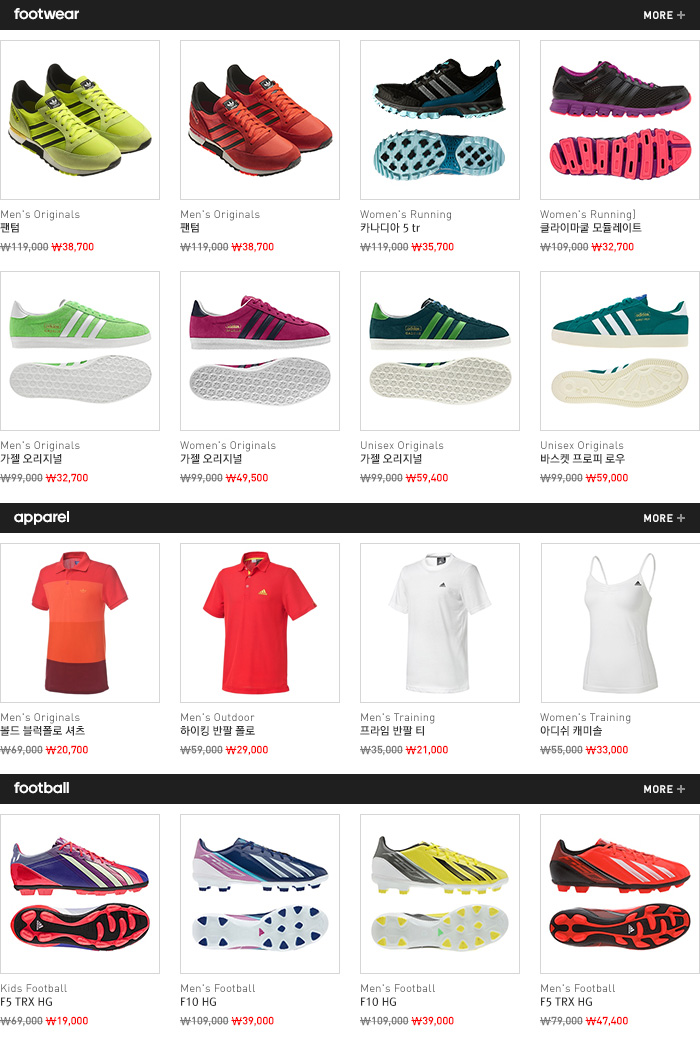 footwear MORE +
Men's Originals
팬텀
₩119,000 ₩38,700
Men's Originals
팬텀
₩119,000 ₩38,700
Women's Running
카나디아 5 tr
₩119,000 ₩35,700
Women's Running]
클라이마쿨 모듈레이트
₩109,000 ₩32,700
Men's Originals
가젤 오리지널
₩99,000 ₩32,700
Women's Originals
가젤 오리지널
₩99,000 ₩49,500
Unisex Originals
가젤 오리지널
₩99,000 ₩59,400
Unisex Originals
바스켓 프로피 로우
₩99,000 ₩59,000
apparel MORE +
Men's Originals
볼드 블럭폴로 셔츠
₩69,000 ₩20,700
Men's Outdoor
하이킹 반팔 폴로
₩59,000 ₩29,000
Men's Training
프라임 반팔 티
₩35,000 ₩21,000
Women's Training
아디쉬 캐미솔
₩55,000 ₩33,000
football MORE +
Kids Football
F5 TRX HG
₩69,000 ₩19,000
Men's Football
F10 HG
₩109,000 ₩39,000
Men's Football
F10 HG
₩109,000 ₩39,000
Men's Football
F5 TRX HG
₩79,000 ₩47,400